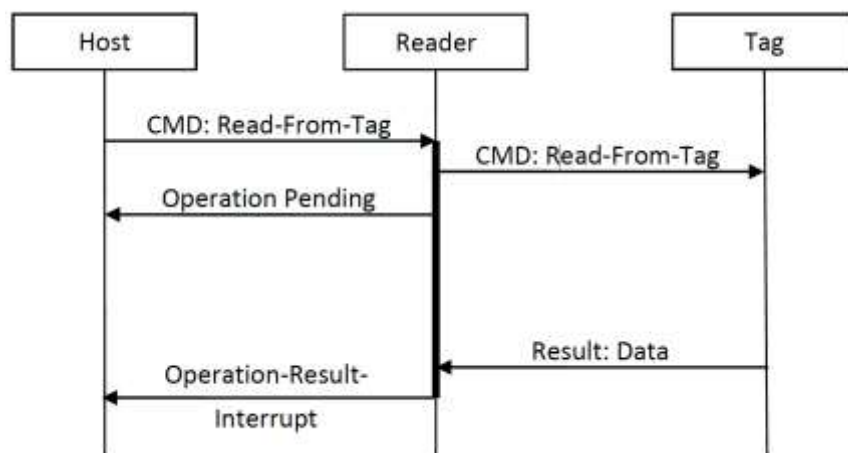 Host
Reader
Tag
CMD: Read-From-Tag
CMD: Read-From-Tag
Operation Pending
Result: Data
Operation-Result-
Interrupt